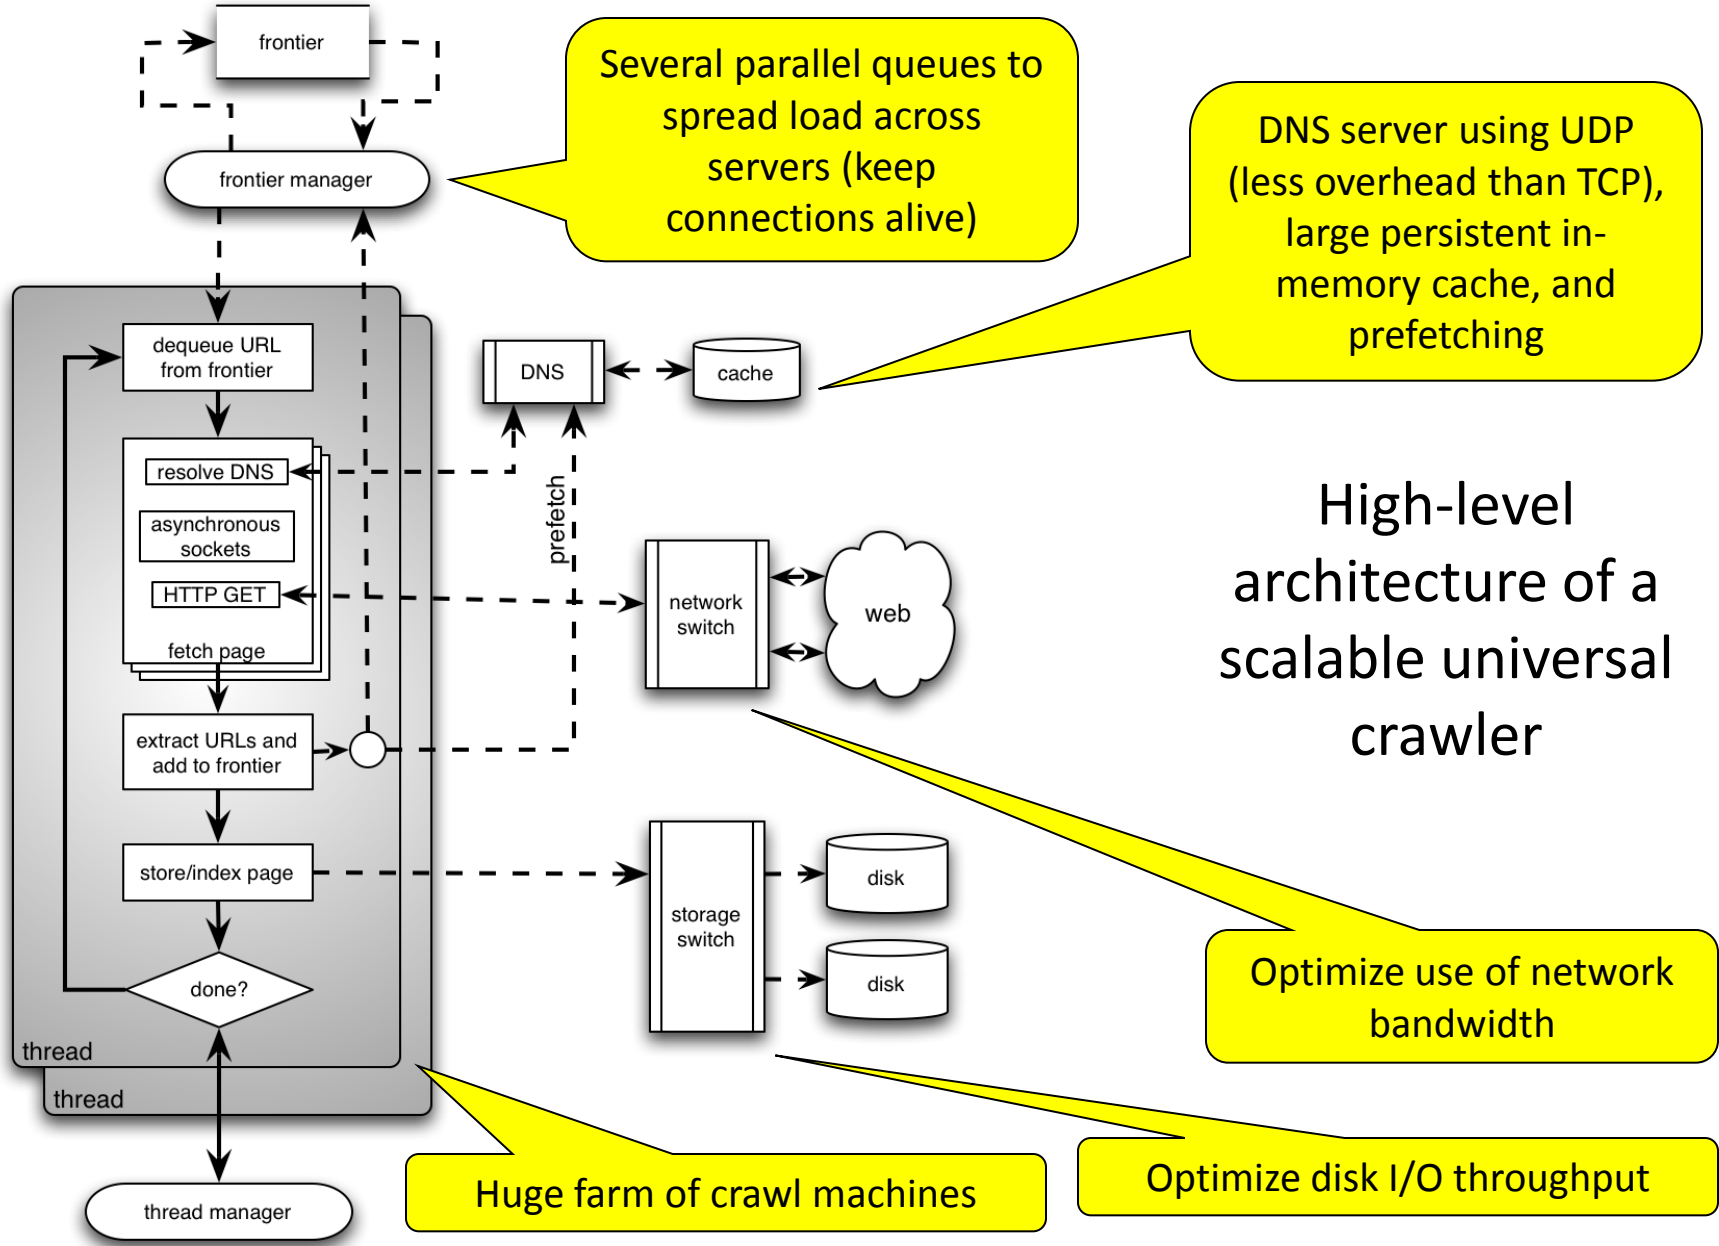 frontier
frontier manager
Several parallel queues to
spread load across
servers (keep
connections alive)
DNS server using UDP
(less overhead than TCP),
large persistent in-
memory cache, and
prefetching
dequeue URL
from frontier
DNS
cache
resolve DNS
asynchronous
sockets
HTTP GET
fetch page
prefetch
network
switch
web
High-level
architecture of a
scalable universal
crawler
extract URLs and
add to frontier
store/index page
storage
switch
disk
disk
done?
thread
thread
thread manager
Optimize use of network
bandwidth
Huge farm of crawl machines
Optimize disk I/O throughput